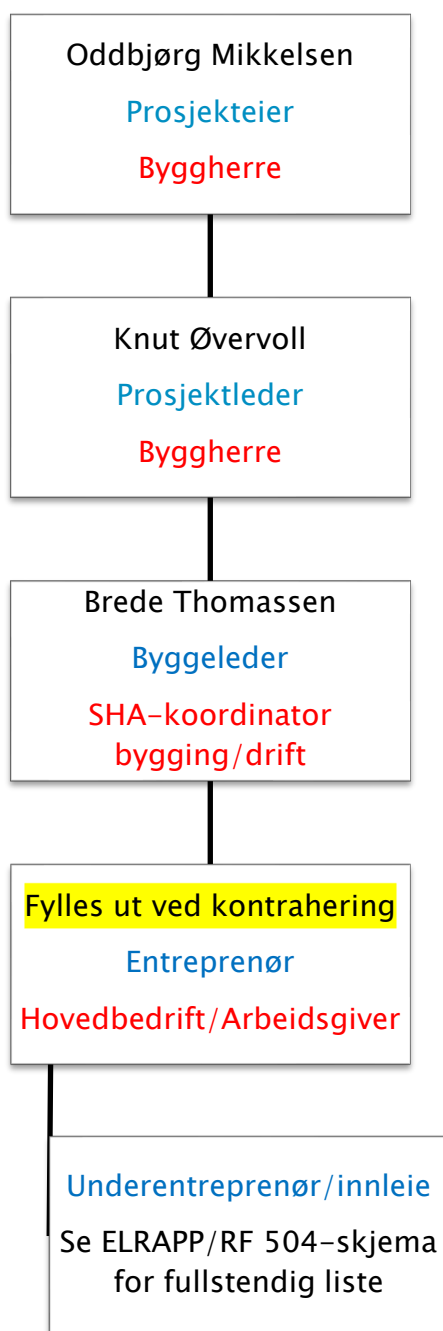 Oddbjørg Mikkelsen
Prosjekteier
Byggherre
Knut Øvervoll
Prosjektleder
Byggherre
Brede Thomassen
Byggeleder
SHA-koordinator
bygging/drift
Fylles ut ved kontrahering
Entreprenør
Hovedbedrift/Arbeidsgiver
Underentreprenør/innleie
Se ELRAPP/RF 504-skjema
for fullstendig liste